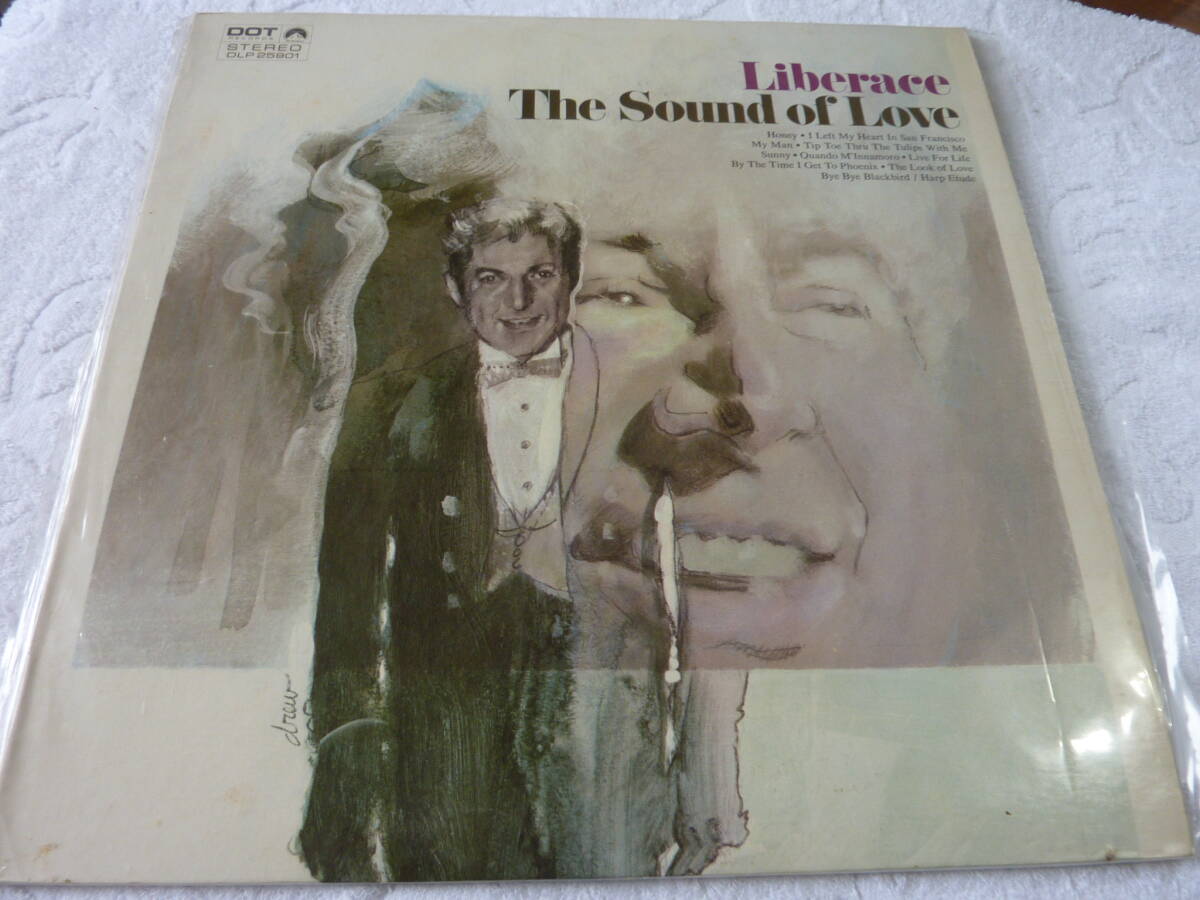 DOT
RECORDS
STEREO
DLP 25901
Liberace
The Sound of Love
Honey • I Left My Heart In San Francisco
My Man • Tip Toe Thru The Tulips With Me
Sunny • Quando M'Innamoro • Live For Life
By The Time I Get To Phoenix • The Look of Love
Bye Bye Blackbird / Harp Etude
drew